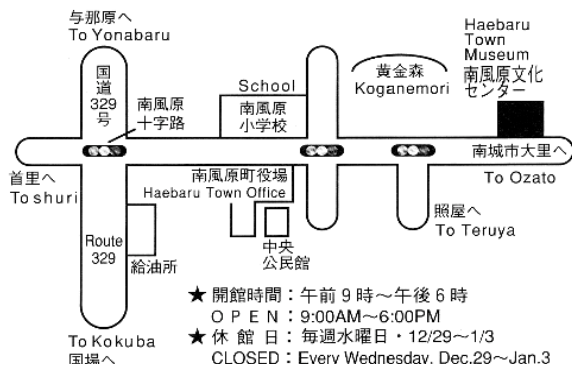 与那原へ
To Yonabaru
国道329号
南風原
十字路
School
南風原
小学校
黄金森
Koganemori
Haebaru
Town
Museum
南風原文化
センター
首里へ
To shuri
南風原町役場
Haebaru Town Office
南城市大里へ
To Ozato
Route
329
給油所
中央
公民館
照屋へ
To Teruya
To Kokuba
国場へ
★ 開館時間：午前9時～午後6時
OPEN：9:00AM～6:00PM
★ 休館日：毎週水曜日・12/29～1/3
CLOSED：Every Wednesday, Dec.29～Jan.3